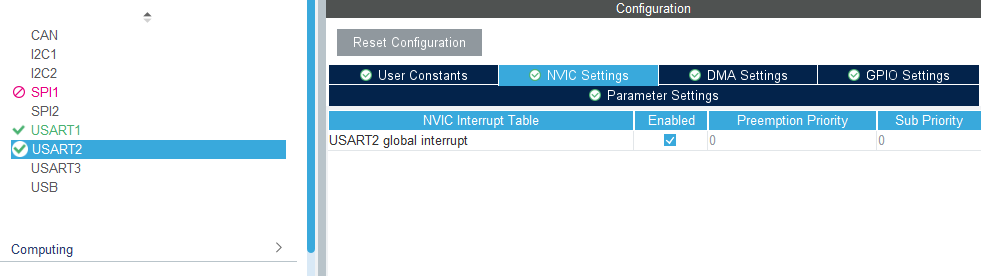 Configuration
CAN
I2C1
I2C2
SPI1
SPI2
USART1
USART2
USART3
USB
Computing
Reset Configuration
User Constants NVIC Settings DMA Settings GPIO Settings
Parameter Settings
NVIC Interrupt Table Enabled Preemption Priority Sub Priority
USART2 global interrupt 0 0